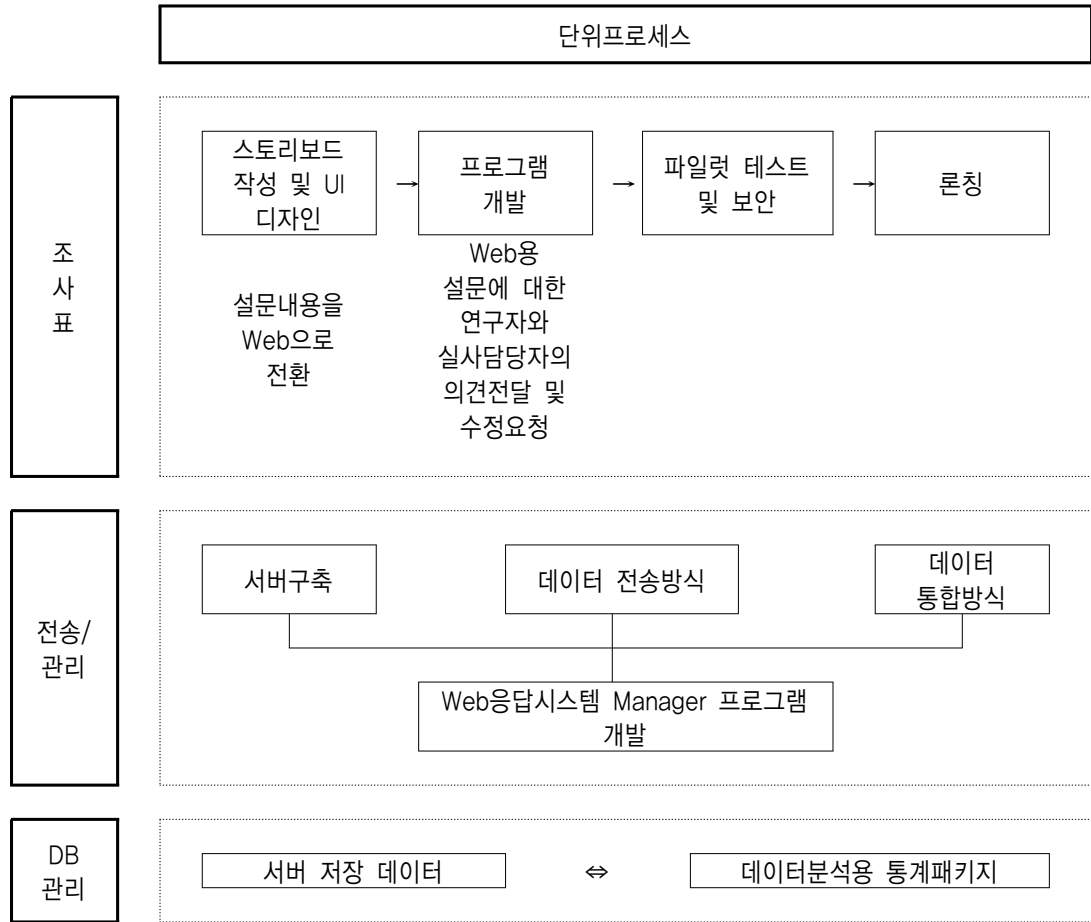 단위프로세스
조
사
표
스토리보드
작성 및 UI
디자인
→
프로그램
개발
→
파일럿 테스트
및 보안
→
론칭
설문내용을
Web으로
전환
Web용
설문에 대한
연구자와
실사담당자의
의견전달 및
수정요청
전송/
관리
서버구축
데이터 전송방식
데이터
통합방식
Web응답시스템 Manager 프로그램
개발
DB
관리
서버 저장 데이터
⇔
데이터분석용 통계패키지